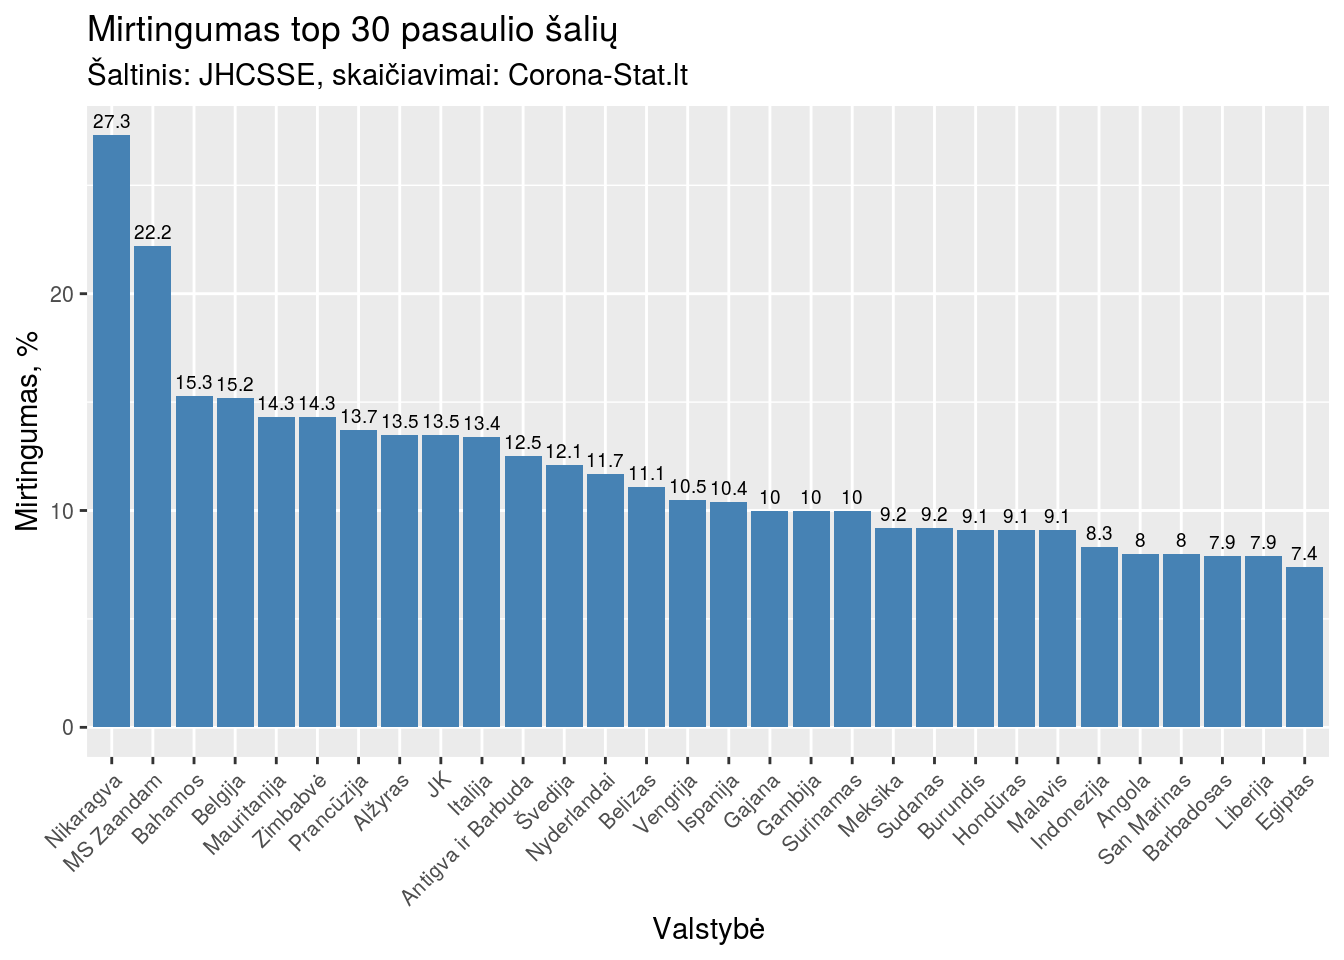 Mirtingumas top 30 pasaulio šalių
Šaltinis: JHCSSE, skaičiavimai: Corona-Stat.lt
Mirtingumas, %
20
10
0
27.3
22.2
15.3
15.2
14.3
14.3
13.7
13.5
13.5
13.4
12.5
12.1
11.7
11.1
10.5
10.4
10
10
10
9.2
9.2
9.1
9.1
9.1
8.3
8
8
7.9
7.9
7.4
Nikaragva
MS Zaandam
Bahamos
Belgija
Mauritanija
Zimbabvė
Prancūzija
Alžyras
JK
Italija
Antigva ir Barbuda
Švedija
Nyderlandai
Belizas
Vengrija
Ispanija
Gajana
Gambija
Surinamas
Meksika
Sudanas
Burundis
Hondūras
Malavis
Indonezija
Angola
San Marinas
Barbadosas
Liberija
Egiptas
Valstybė